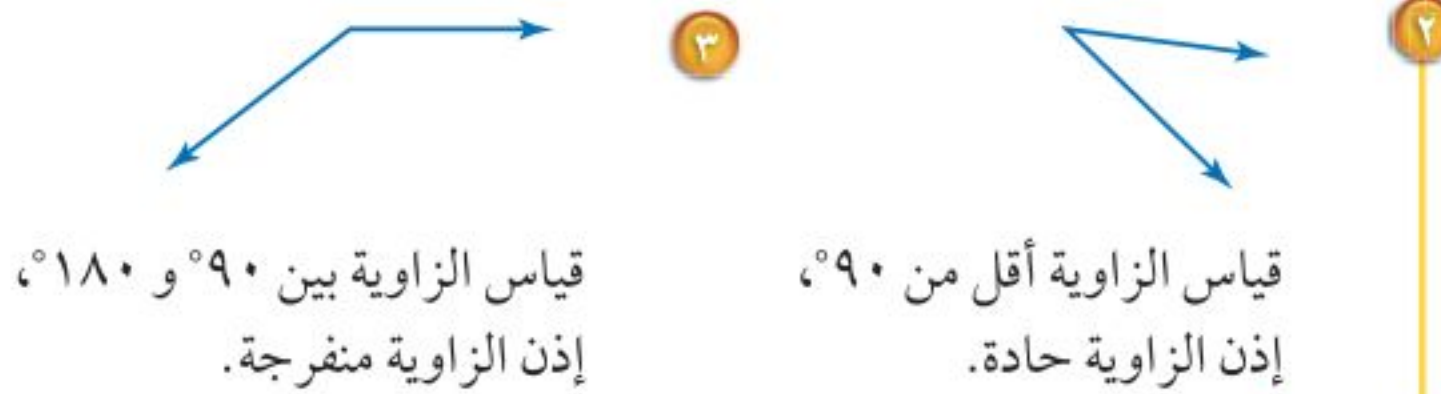 ٢
قياس الزاوية أقل من ٩٠°،
إذن الزاوية حادة.
٣
قياس الزاوية بين ٩٠° و ١٨٠°،
إذن الزاوية منفرجة.